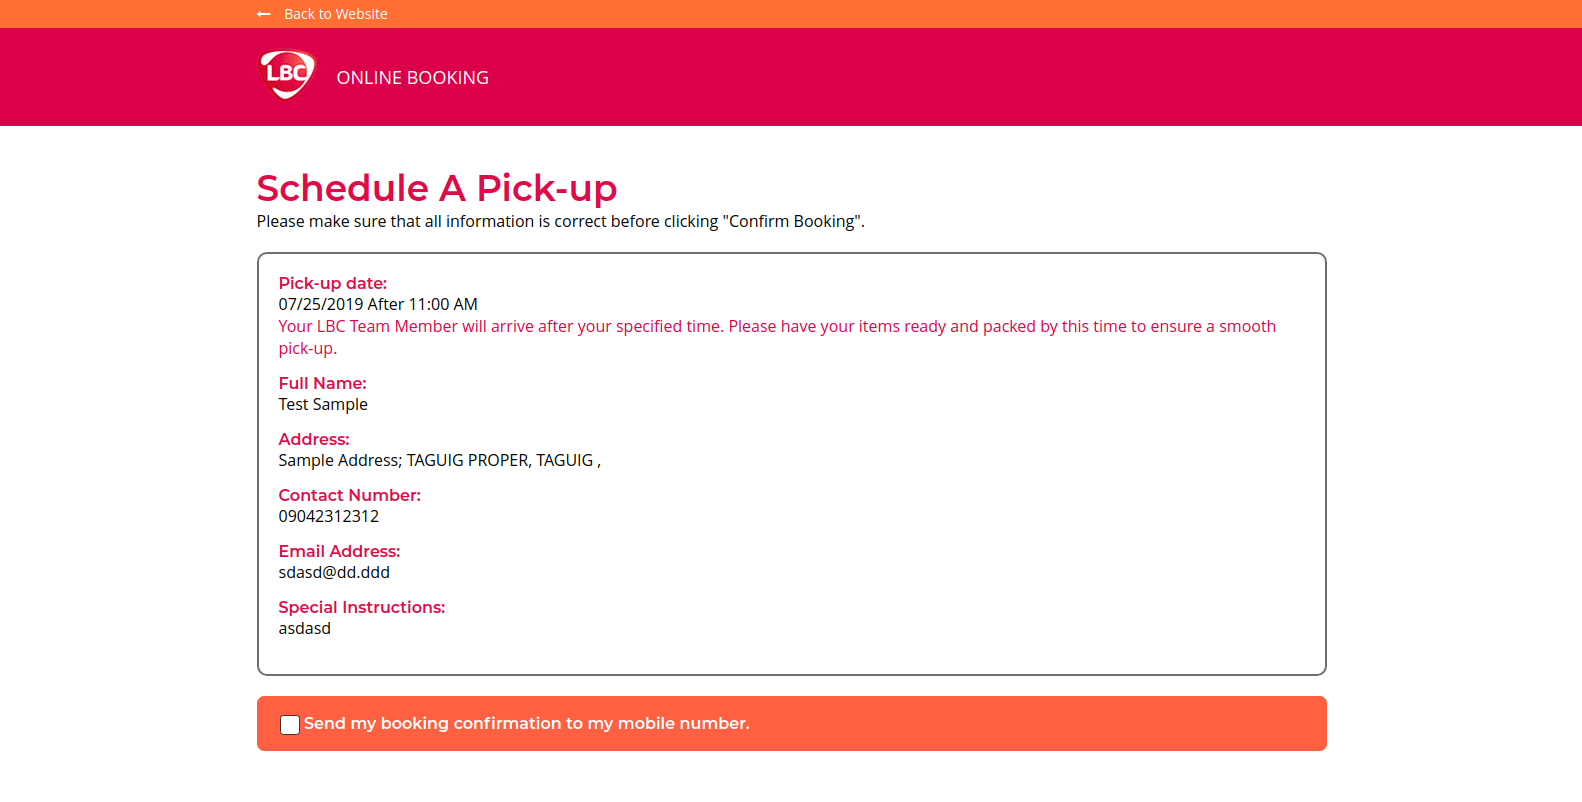 Back to Website
LBC
ONLINE BOOKING
Schedule A Pick-up
Please make sure that all information is correct before clicking "Confirm Booking".
Pick-up date:
07/25/2019 After 11:00 AM
Your LBC Team Member will arrive after your specified time. Please have your items ready and packed by this time to ensure a smooth
pick-up.
Full Name:
Test Sample
Address:
Sample Address; TAGUIG PROPER, TAGUIG ,
Contact Number:
09042312312
Email Address:
sdasd@dd.ddd
Special Instructions:
asdasd
Send my booking confirmation to my mobile number.